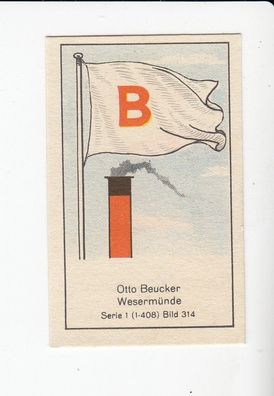 B
Otto Beucker
Wesermünde
Serie 1 (1-408) Bild 314